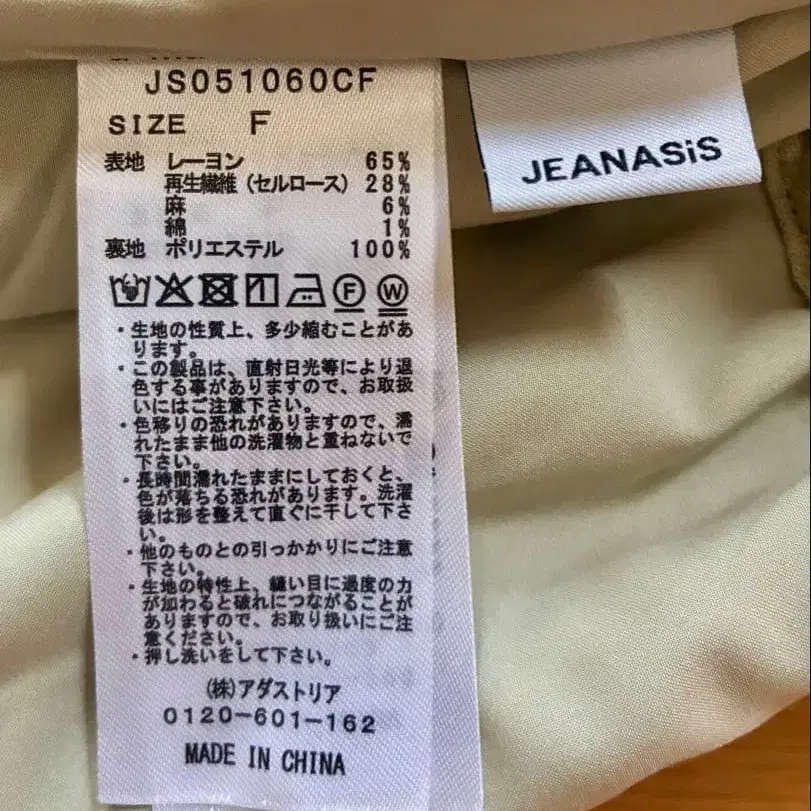 JS051060CF
SIZE F
表地 レーヨン 65%
再生繊維(セルロース) 28%
麻 6%
綿 1%
裏地 ポリエステル 100%
F W
・生地の性質上、多少縮むことがあ
ります。
・この製品は、直射日光等により退
色する事がありますので、お取扱
いにはご注意下さい。
・色移りの恐れがありますので、濡
れたまま他の洗濯物と重ねないで
下さい。
・長時間濡れたままにしておくと、
色が落ちる恐れがあります。洗濯
後は形を整えて直ぐに干して下さ
い。
・他のものとの引っかかりにご注意
下さい。
・生地の特性上、縫い目に過度の力
が加わると破れにつながることが
ありますので、お取り扱いにご注
意ください。
・押し洗いをして下さい。
(株)アダストリア
0120-601-162
MADE IN CHINA
JEANASiS